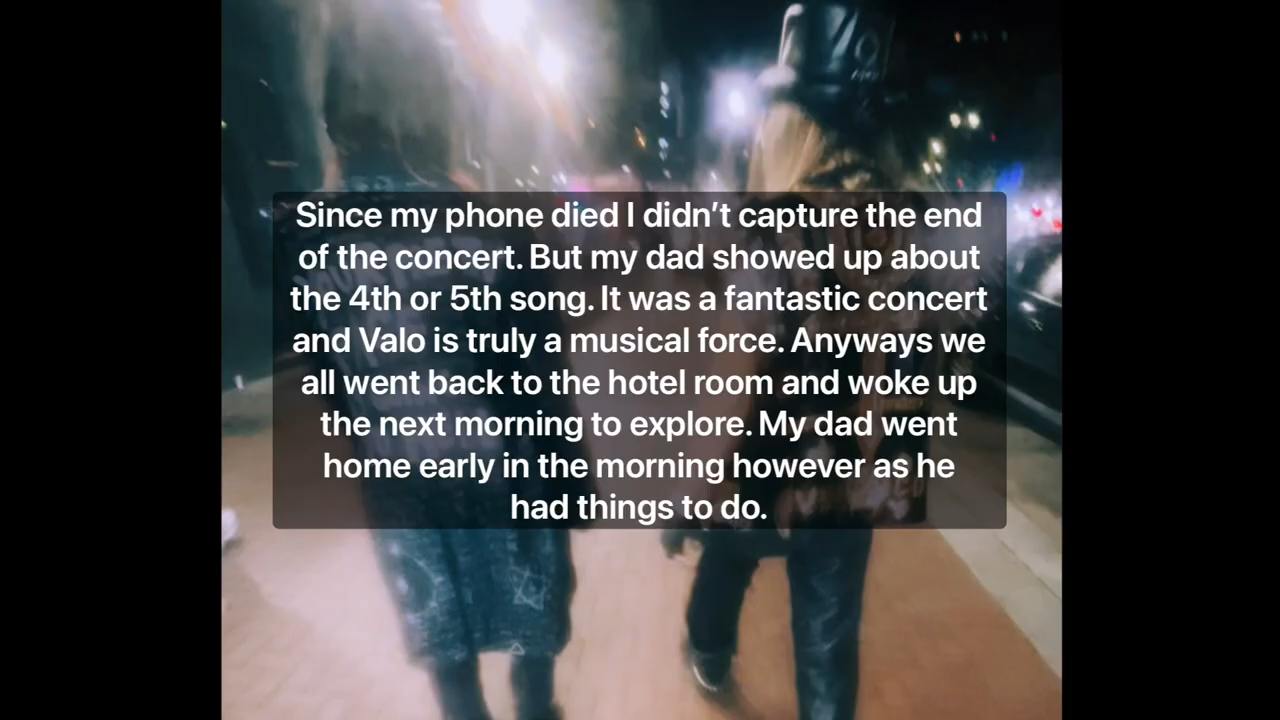 Since my phone died I didn’t capture the end
of the concert. But my dad showed up about
the 4th or 5th song. It was a fantastic concert
and Valo is truly a musical force. Anyways we
all went back to the hotel room and woke up
the next morning to explore. My dad went
home early in the morning however as he
had things to do.